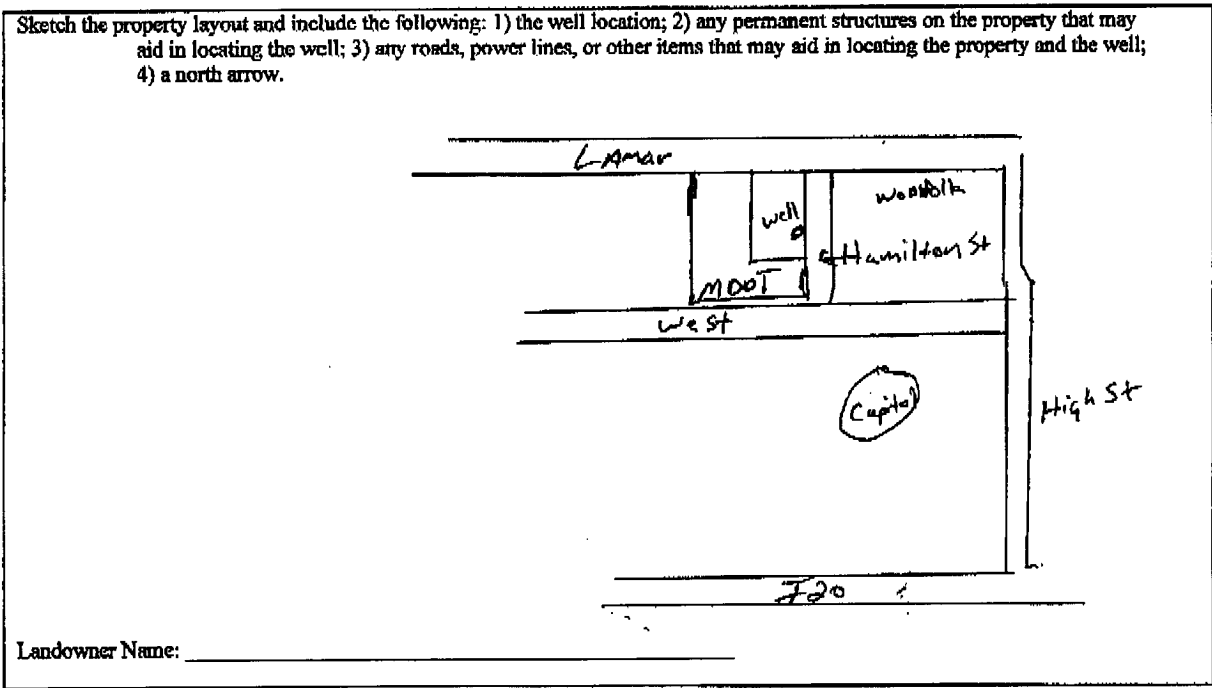 Sketch the property layout and include the following: 1) the well location; 2) any permanent structures on the property that may
aid in locating the well; 3) any roads, power lines, or other items that may aid in locating the property and the well;
4) a north arrow.
LAmar
Woolfolk
well
Hamilton St
MDOT
West
Capitol
High St
I20
Landowner Name: